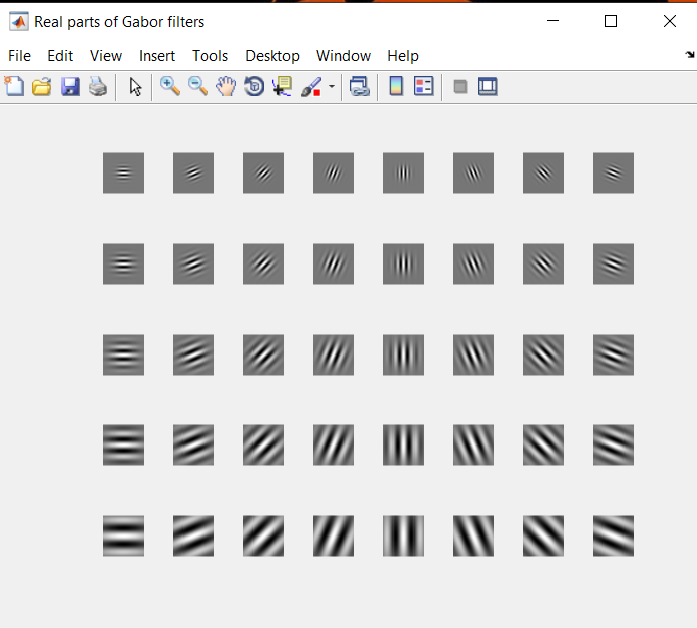 Real parts of Gabor filters
File Edit View Insert Tools Desktop Window Help